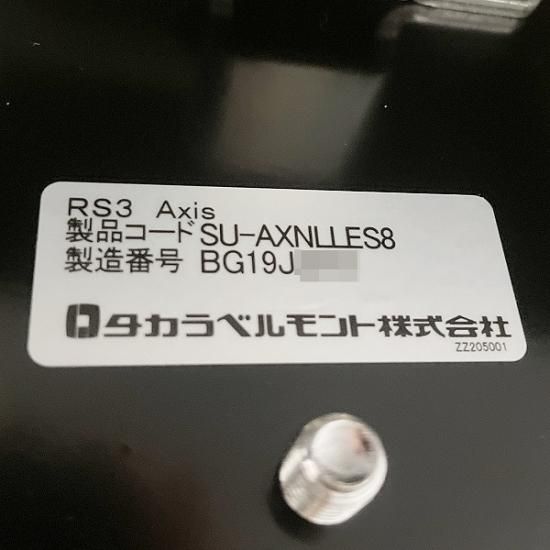 RS3 Axis
製品コード SU-AXNLLES8
製造番号 BG19J
タカラベルモント株式会社
ZZ205001